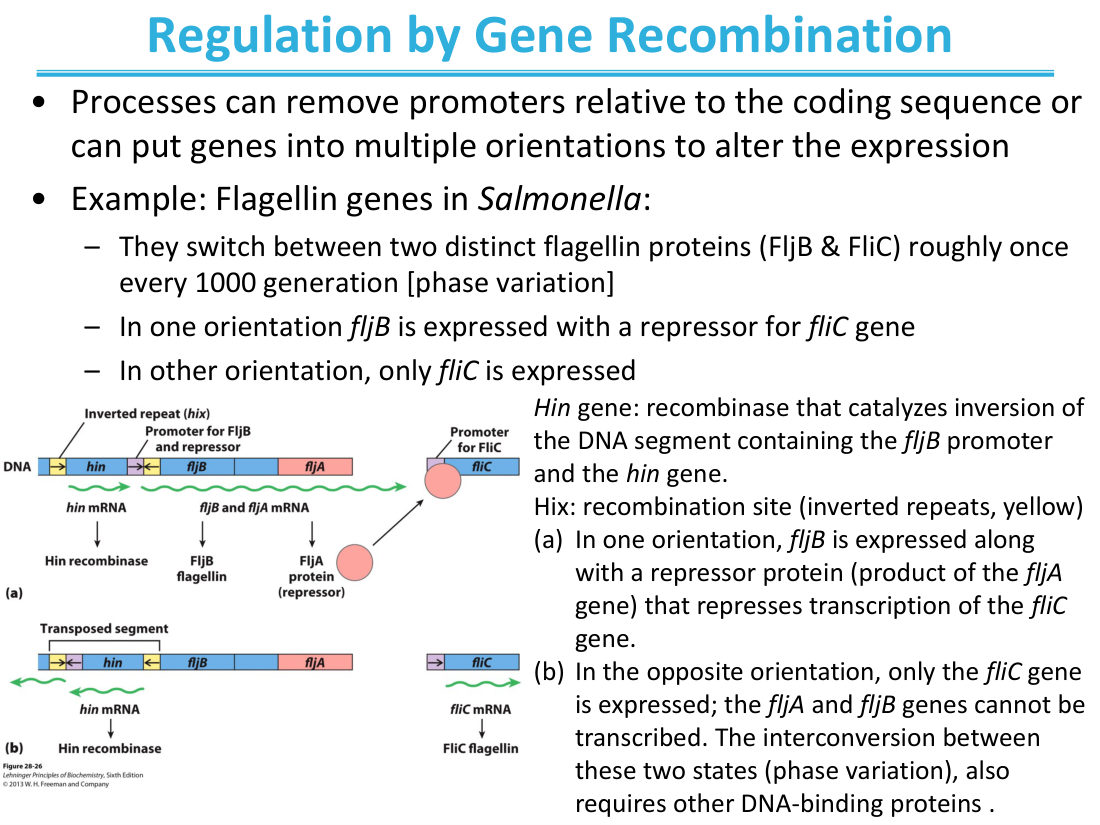 Regulation by Gene Recombination
• Processes can remove promoters relative to the coding sequence or
can put genes into multiple orientations to alter the expression
• Example: Flagellin genes in Salmonella:
– They switch between two distinct flagellin proteins (FljB & FliC) roughly once
every 1000 generation [phase variation]
– In one orientation fljB is expressed with a repressor for fliC gene
– In other orientation, only fliC is expressed
Inverted repeat (hix)
Promoter for FljB
and repressor
Promoter
for FliC
DNA
hin
fljB
fljA
fliC
hin mRNA
fljB and fljA mRNA
Hin recombinase
FljB
flagellin
FljA
protein
(repressor)
(a)
Transposed segment
hin
fljB
fljA
fliC
hin mRNA
fliC mRNA
(b)
Hin recombinase
FliC flagellin
Figure 28-26
Lehninger Principles of Biochemistry, Sixth Edition
© 2013 W. H. Freeman and Company
Hin gene: recombinase that catalyzes inversion of
the DNA segment containing the fljB promoter
and the hin gene.
Hix: recombination site (inverted repeats, yellow)
(a) In one orientation, fljB is expressed along
with a repressor protein (product of the fljA
gene) that represses transcription of the fliC
gene.
(b) In the opposite orientation, only the fliC gene
is expressed; the fljA and fljB genes cannot be
transcribed. The interconversion between
these two states (phase variation), also
requires other DNA-binding proteins .